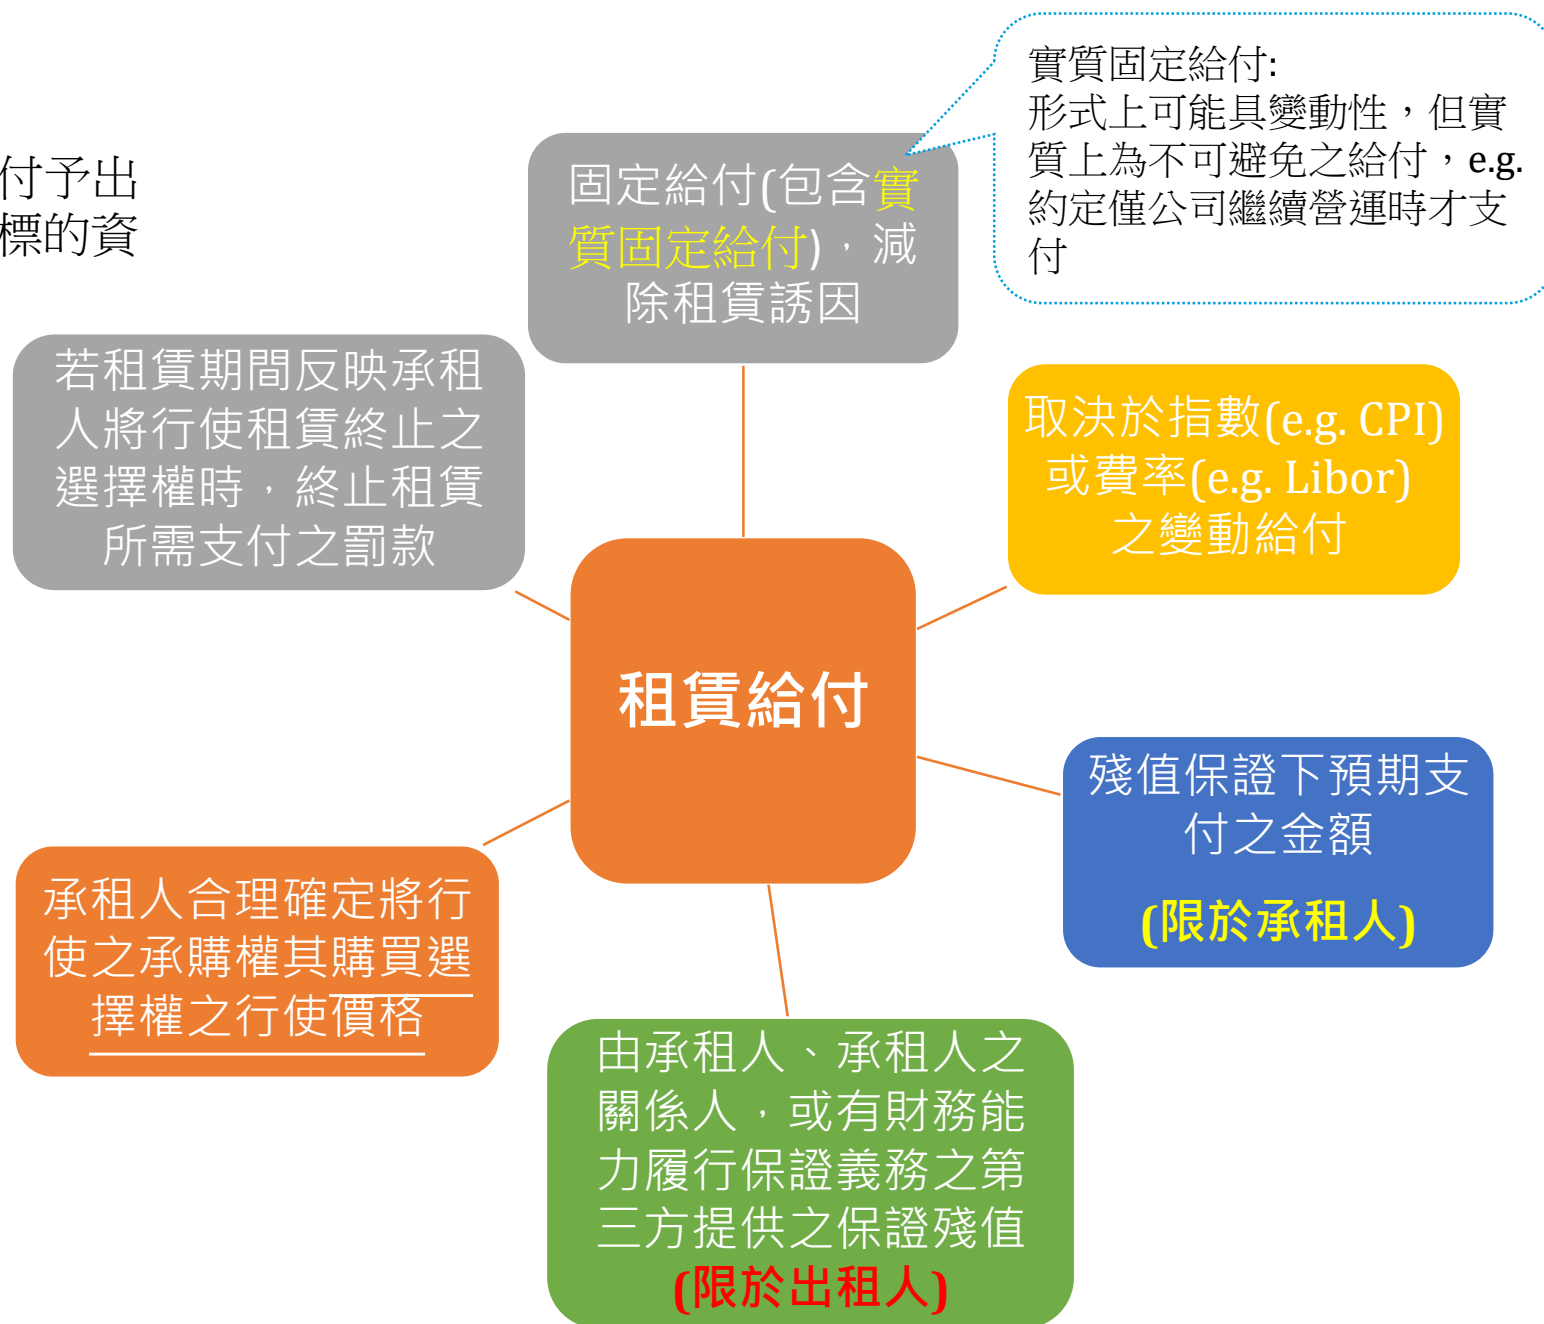 付予出
標的資
實質固定給付:
形式上可能具變動性，但實
質上為不可避免之給付，e.g.
約定僅公司繼續營運時才支
付
固定給付(包含實
質固定給付)，減
除租賃誘因
若租賃期間反映承租
人將行使租賃終止之
選擇權時，終止租賃
所需支付之罰款
取決於指數(e.g. CPI)
或費率(e.g. Libor)
之變動給付
租賃給付
殘值保證下預期支
付之金額
(限於承租人)
承租人合理確定將行
使之承購權其購買選
擇權之行使價格
由承租人、承租人之
關係人，或有財務能
力履行保證義務之第
三方提供之保證殘值
(限於出租人)